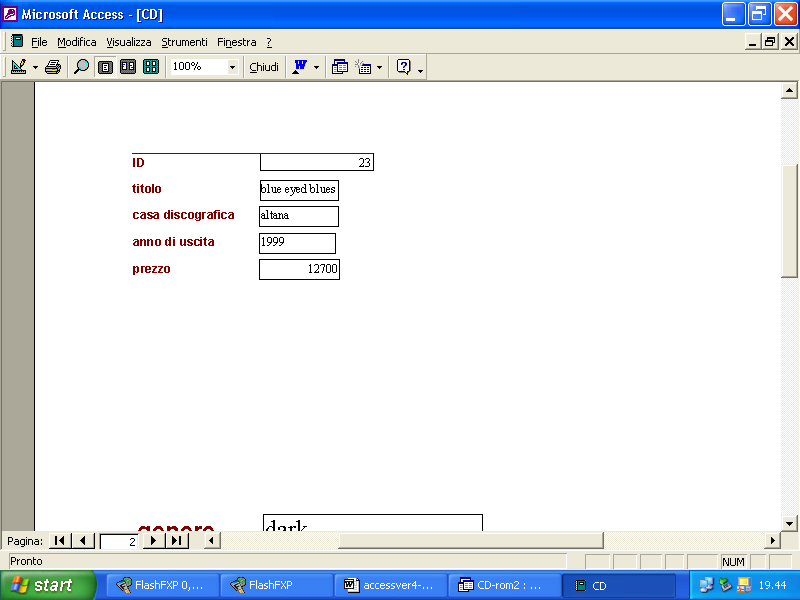 Microsoft Access - [CD]
File Modifica Visualizza Strumenti Finestra ?
100% Chiudi W
ID 23
titolo blue eyed blues
casa discografica altana
anno di uscita 1999
prezzo 12700
genere dark
Pagina: 2
Pronto NUM
start FlashFXP 0,... FlashFXP accessver4-... CD-rom2 : ... CD 19.44